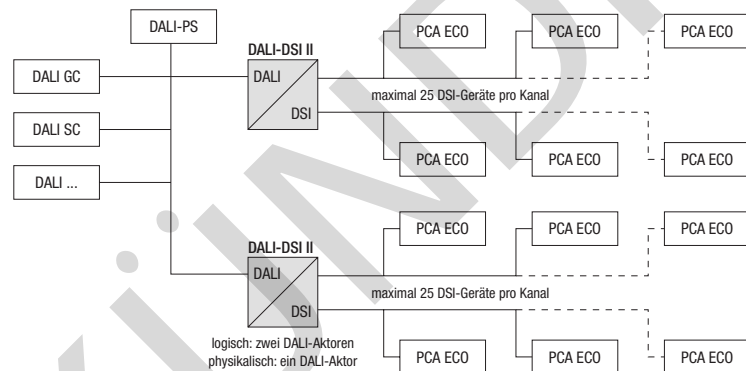 DALI-PS
PCA ECO
PCA ECO
PCA ECO
DALI-DSI II
DALI GC
DALI
maximal 25 DSI-Geräte pro Kanal
DALI SC
DSI
PCA ECO
PCA ECO
PCA ECO
DALI ...
PCA ECO
PCA ECO
PCA ECO
DALI-DSI II
DALI
maximal 25 DSI-Geräte pro Kanal
DSI
logisch: zwei DALI-Aktoren
physikalisch: ein DALI-Aktor
PCA ECO
PCA ECO
PCA ECO